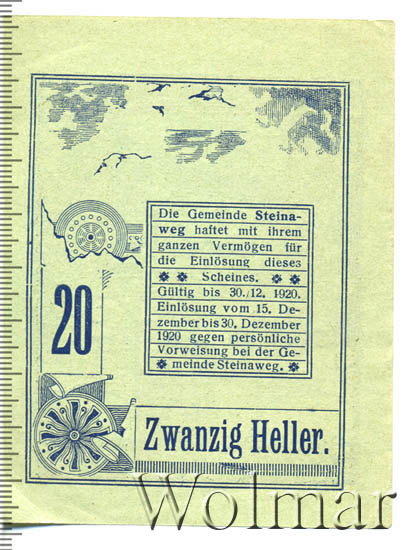 Die Gemeinde Steina-
weg haftet mit ihrem
ganzen Vermögen für
die Einlösung dieses
Scheines.
Gültig bis 30./12. 1920.
Einlösung vom 15. De-
zember bis 30. Dezember
1920 gegen persönliche
Vorweisung bei der Ge-
meinde Steinaweg.
20
Zwanzig Heller.
Wolmar